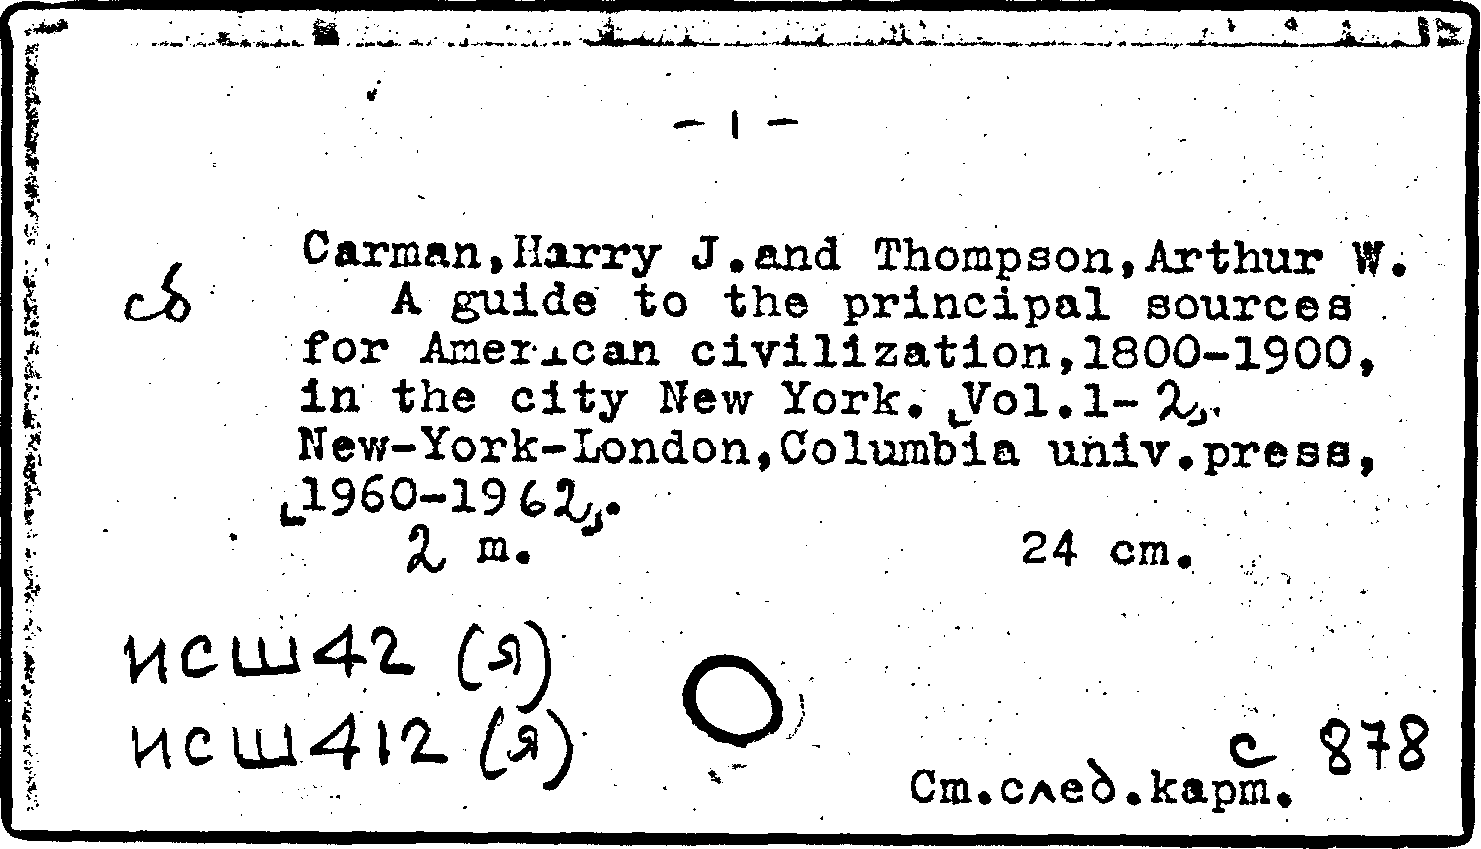 - 1 -
Carman, Harry J. and Thompson, Arthur W.
сб
A guide to the principal sources
for American civilization, 1800-1900,
in the city New York. [Vol.1-2].
New-York-London, Columbia univ.press,
[1960-1962].
2 m. 24 cm.
ИСШ42 (Я)
ИСШ412 (Я)
с 878
Cm.след.карт.